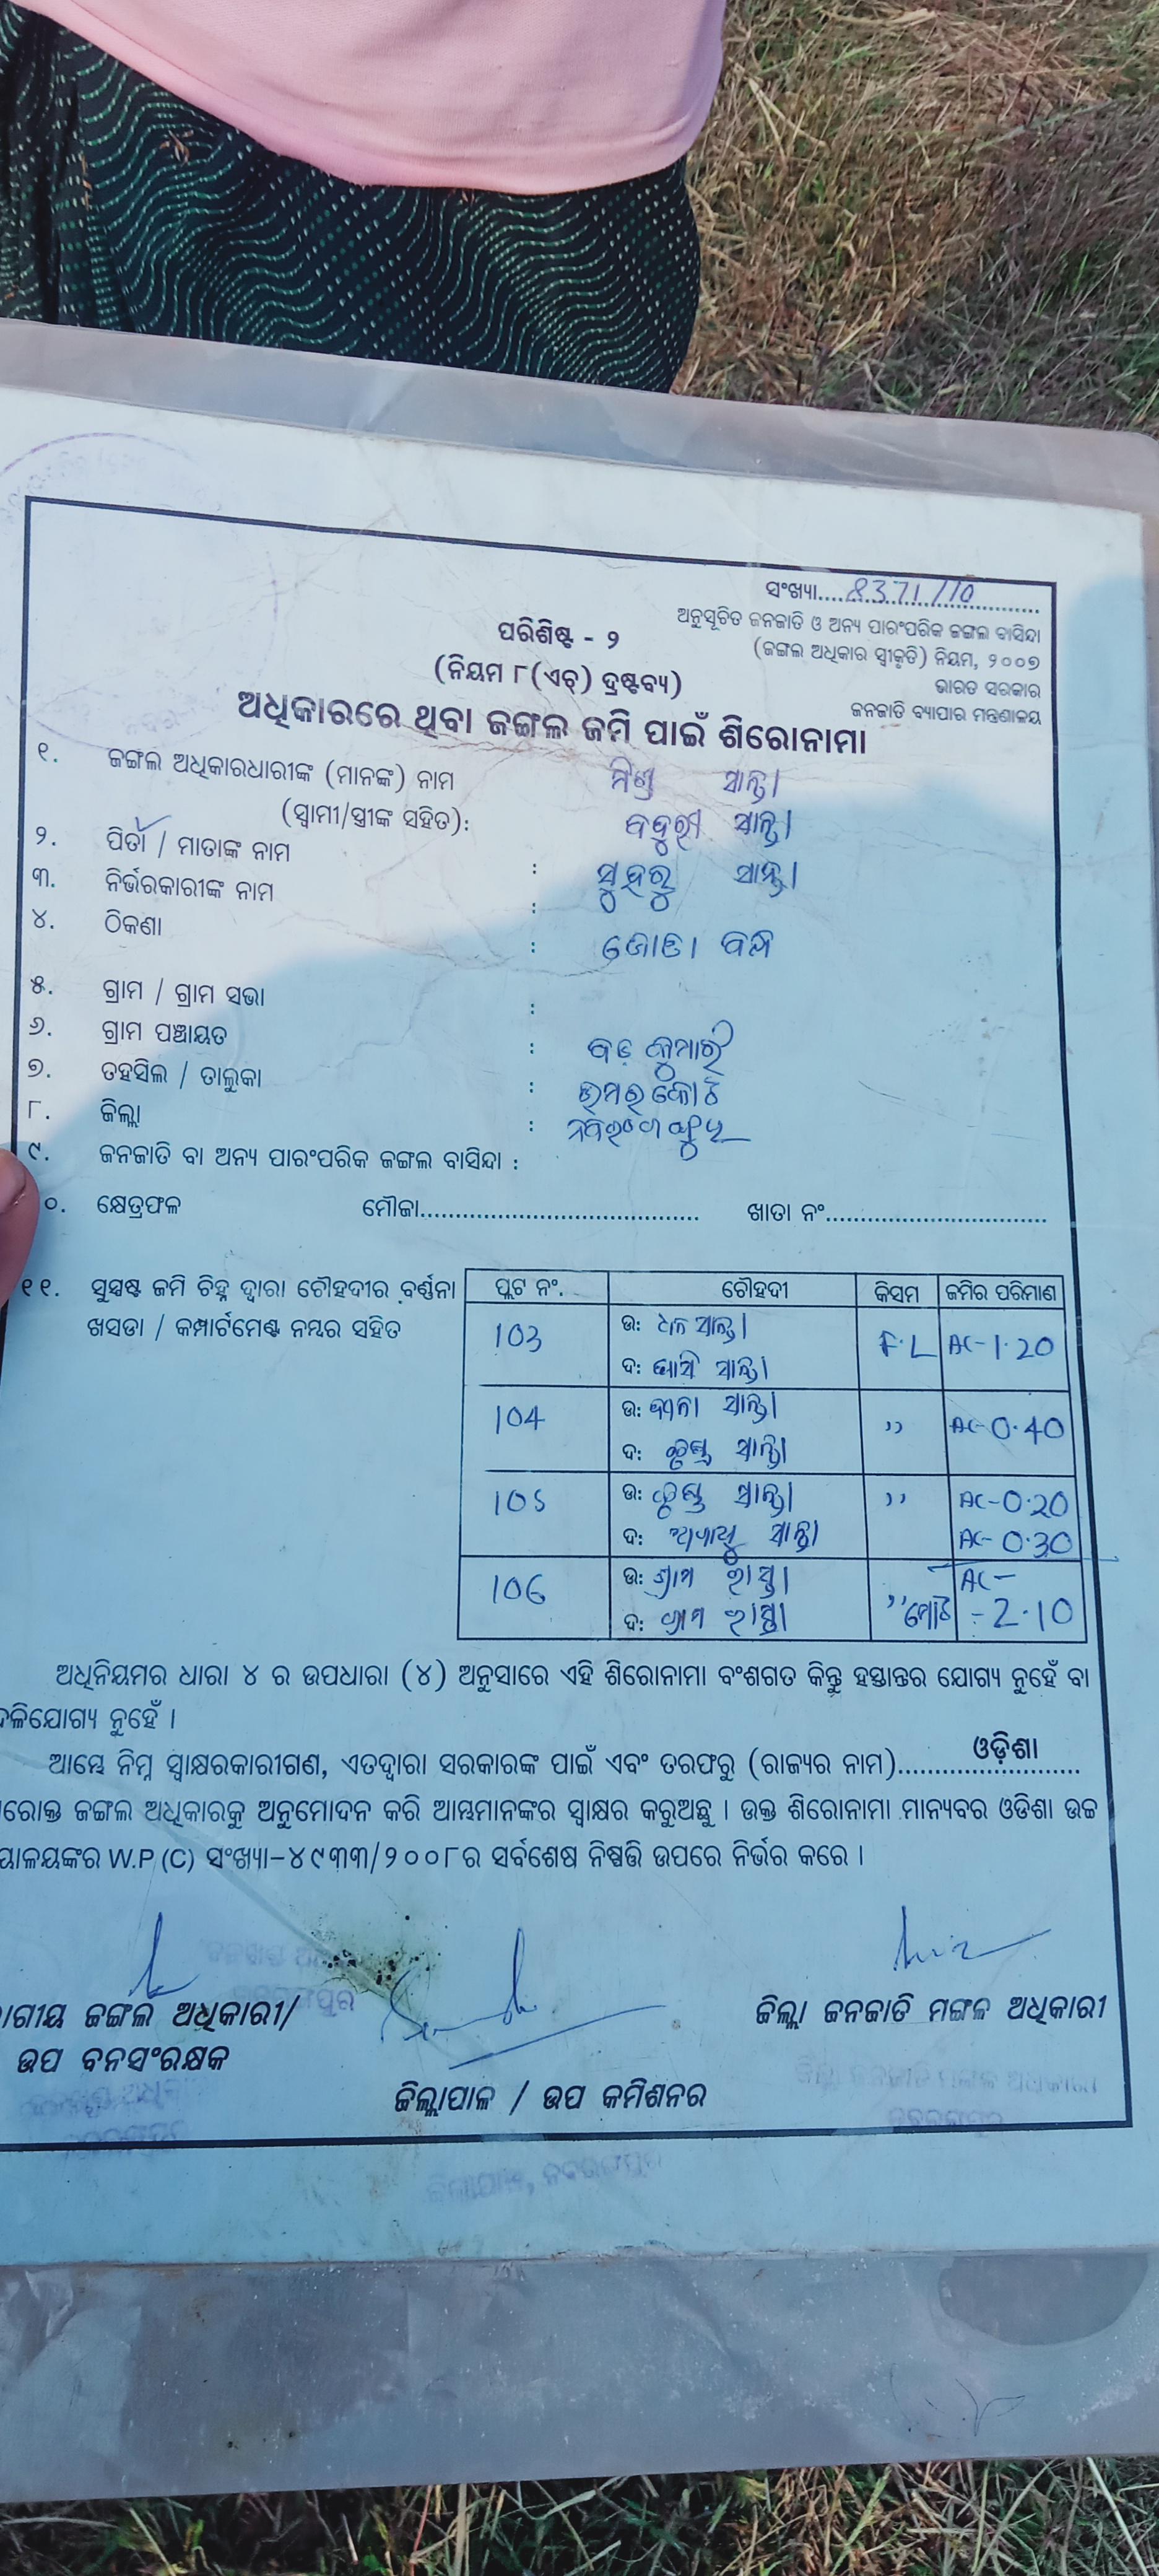 ସଂଖ୍ୟା....8371/10
ଅନୁସୂଚିତ ଜନଜାତି ଓ ଅନ୍ୟ ପାରଂପରିକ ଜଙ୍ଗଲ ବାସିନ୍ଦା
(ଜଙ୍ଗଲ ଅଧିକାର ସ୍ୱୀକୃତି) ନିୟମ, ୨୦୦୭
ଭାରତ ସରକାର
ଜନଜାତି ବ୍ୟାପାର ମନ୍ତ୍ରଣାଳୟ
ପରିଶିଷ୍ଟ - ୨
(ନିୟମ ୮(ଏଚ୍) ଦ୍ରଷ୍ଟବ୍ୟ)
ଅଧିକାରରେ ଥିବା ଜଙ୍ଗଲ ଜମି ପାଇଁ ଶିରୋନାମା
୧. ଜଙ୍ଗଲ ଅଧିକାରଧାରୀଙ୍କ (ମାନଙ୍କ) ନାମ ସାନ୍ତା
(ସ୍ୱାମୀ/ସ୍ତ୍ରୀଙ୍କ ସହିତ): ସାନ୍ତା
୨. ପିତା / ମାତାଙ୍କ ନାମ : ସାନ୍ତା
୩. ନିର୍ଭରକାରୀଙ୍କ ନାମ :
୪. ଠିକଣା :
୫. ଗ୍ରାମ / ଗ୍ରାମ ସଭା :
୬. ଗ୍ରାମ ପଞ୍ଚାୟତ : ବଡ଼ କୁମାରୀ
୭. ତହସିଲ / ତାଲୁକା : ଉମରକୋଟ
୮. ଜିଲ୍ଲା : ନବରଂଗପୁର
୯. ଜନଜାତି ବା ଅନ୍ୟ ପାରଂପରିକ ଜଙ୍ଗଲ ବାସିନ୍ଦା :
୦. କ୍ଷେତ୍ରଫଳ ମୌଜା........ ଖାତା ନଂ........
୧୧. ସୁସ୍ପଷ୍ଟ ଜମି ଚିହ୍ନ ଦ୍ୱାରା ଚୌହଦୀର ବର୍ଣ୍ଣନା
ଖସଡା / କମ୍ପାର୍ଟମେଣ୍ଟ ନମ୍ବର ସହିତ
ପ୍ଲଟ ନଂ. ଚୌହଦୀ କିସମ ଜମିର ପରିମାଣ
103 ଉ: ସାନ୍ତା F.L AC-1.20
ଦ: ସାନ୍ତା
104 ଉ: ସାନ୍ତା ,, AC-0.40
ଦ: ସାନ୍ତା
105 ଉ: ସାନ୍ତା ,, AC-0.20
ଦ: ସାନ୍ତା AC-0.30
106 ଉ: ଗ୍ରାମ ରାସ୍ତା AC-
ଦ: ଗ୍ରାମ ରାସ୍ତା ,, ମୋଟ -2.10
ଅଧିନିୟମର ଧାରା ୪ ର ଉପଧାରା (୪) ଅନୁସାରେ ଏହି ଶିରୋନାମା ବଂଶଗତ କିନ୍ତୁ ହସ୍ତାନ୍ତର ଯୋଗ୍ୟ ନୁହେଁ ବା
ଦଳିଯୋଗ୍ୟ ନୁହେଁ ।
ଆମ୍ଭେ ନିମ୍ନ ସ୍ୱାକ୍ଷରକାରୀଗଣ, ଏତଦ୍ୱାରା ସରକାରଙ୍କ ପାଇଁ ଏବଂ ତରଫରୁ (ରାଜ୍ୟର ନାମ)....ଓଡ଼ିଶା....
ରୋକ୍ତ ଜଙ୍ଗଲ ଅଧିକାରକୁ ଅନୁମୋଦନ କରି ଆମ୍ଭମାନଙ୍କର ସ୍ୱାକ୍ଷର କରୁଅଛୁ । ଉକ୍ତ ଶିରୋନାମା ମାନ୍ୟବର ଓଡିଶା ଉଚ୍ଚ
ୟାଳୟଙ୍କର W.P.(C) ସଂଖ୍ୟା-୪୯୩୩/୨୦୦୮ର ସର୍ବଶେଷ ନିଷ୍ପତ୍ତି ଉପରେ ନିର୍ଭର କରେ ।
ଗୀୟ ଜଙ୍ଗଲ ଅଧିକାରୀ/
ଉପ ବନସଂରକ୍ଷକ
ଜିଲ୍ଲାପାଳ / ଉପ କମିଶନର
ଜିଲ୍ଲା ଜନଜାତି ମଙ୍ଗଳ ଅଧିକାରୀ